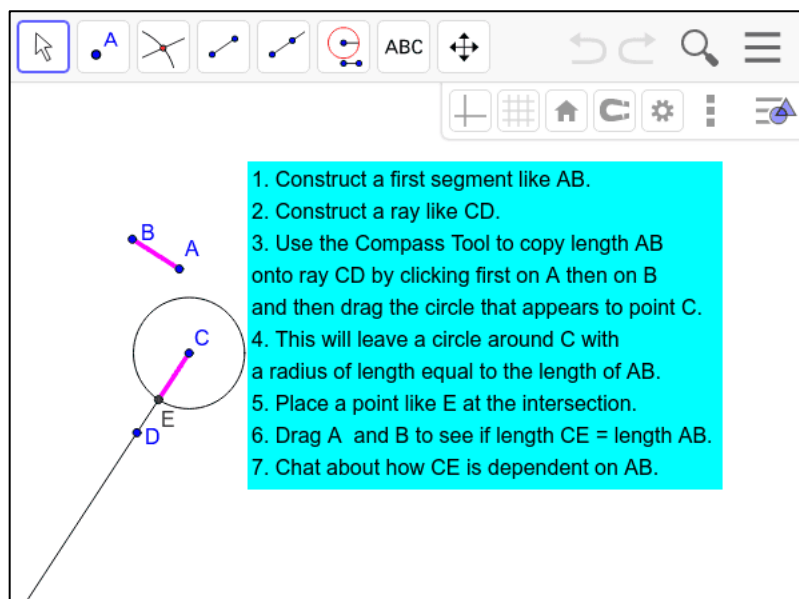 A
ABC
1. Construct a first segment like AB.
2. Construct a ray like CD.
3. Use the Compass Tool to copy length AB
onto ray CD by clicking first on A then on B
and then drag the circle that appears to point C.
4. This will leave a circle around C with
a radius of length equal to the length of AB.
5. Place a point like E at the intersection.
6. Drag A and B to see if length CE = length AB.
7. Chat about how CE is dependent on AB.
B
A
C
E
D